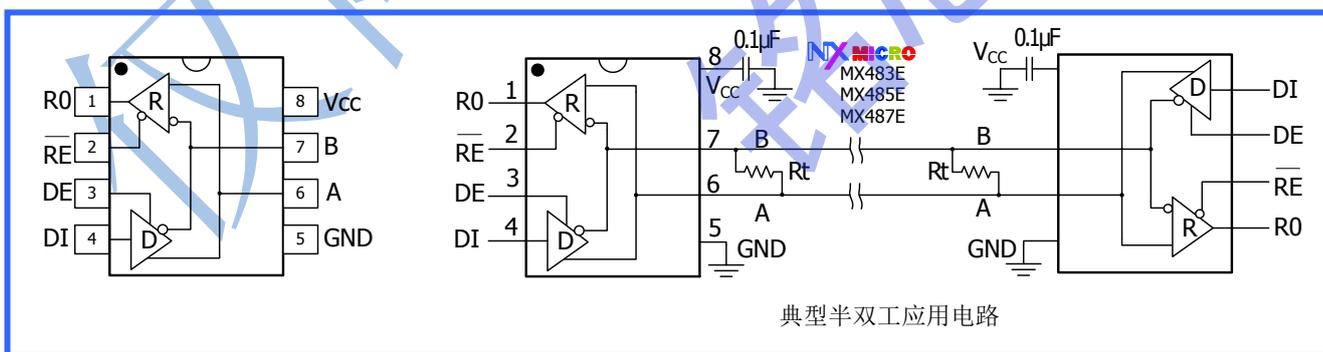 R0 1 R 8 Vcc
RE 2 7 B
DE 3 6 A
DI 4 D 5 GND
R0 1 R 8 VCC 0.1μF
RE 2 7 B
DE 3 6 A
DI 4 D 5 GND
Rt
NX MICRO
MX483E
MX485E
MX487E
VCC 0.1μF
D DI
DE
B
Rt
A
RE
GND R R0
典型半双工应用电路